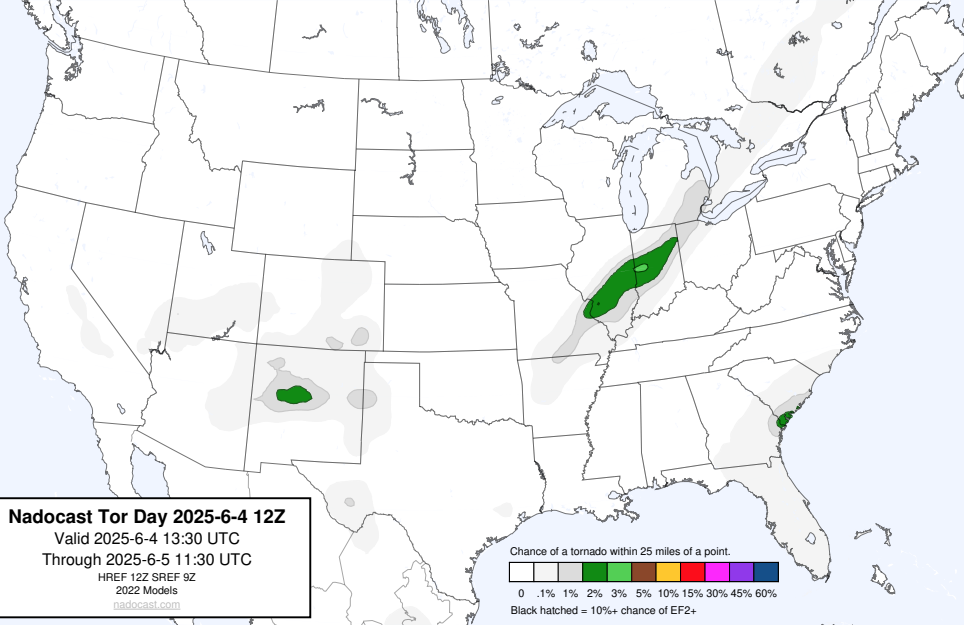 Nadocast Tor Day 2025-6-4 12Z
Valid 2025-6-4 13:30 UTC
Through 2025-6-5 11:30 UTC
HREF 12Z SREF 9Z
2022 Models
nadocast.com
Chance of a tornado within 25 miles of a point.
0 .1% 1% 2% 3% 5% 10% 15% 30% 45% 60%
Black hatched = 10%+ chance of EF2+